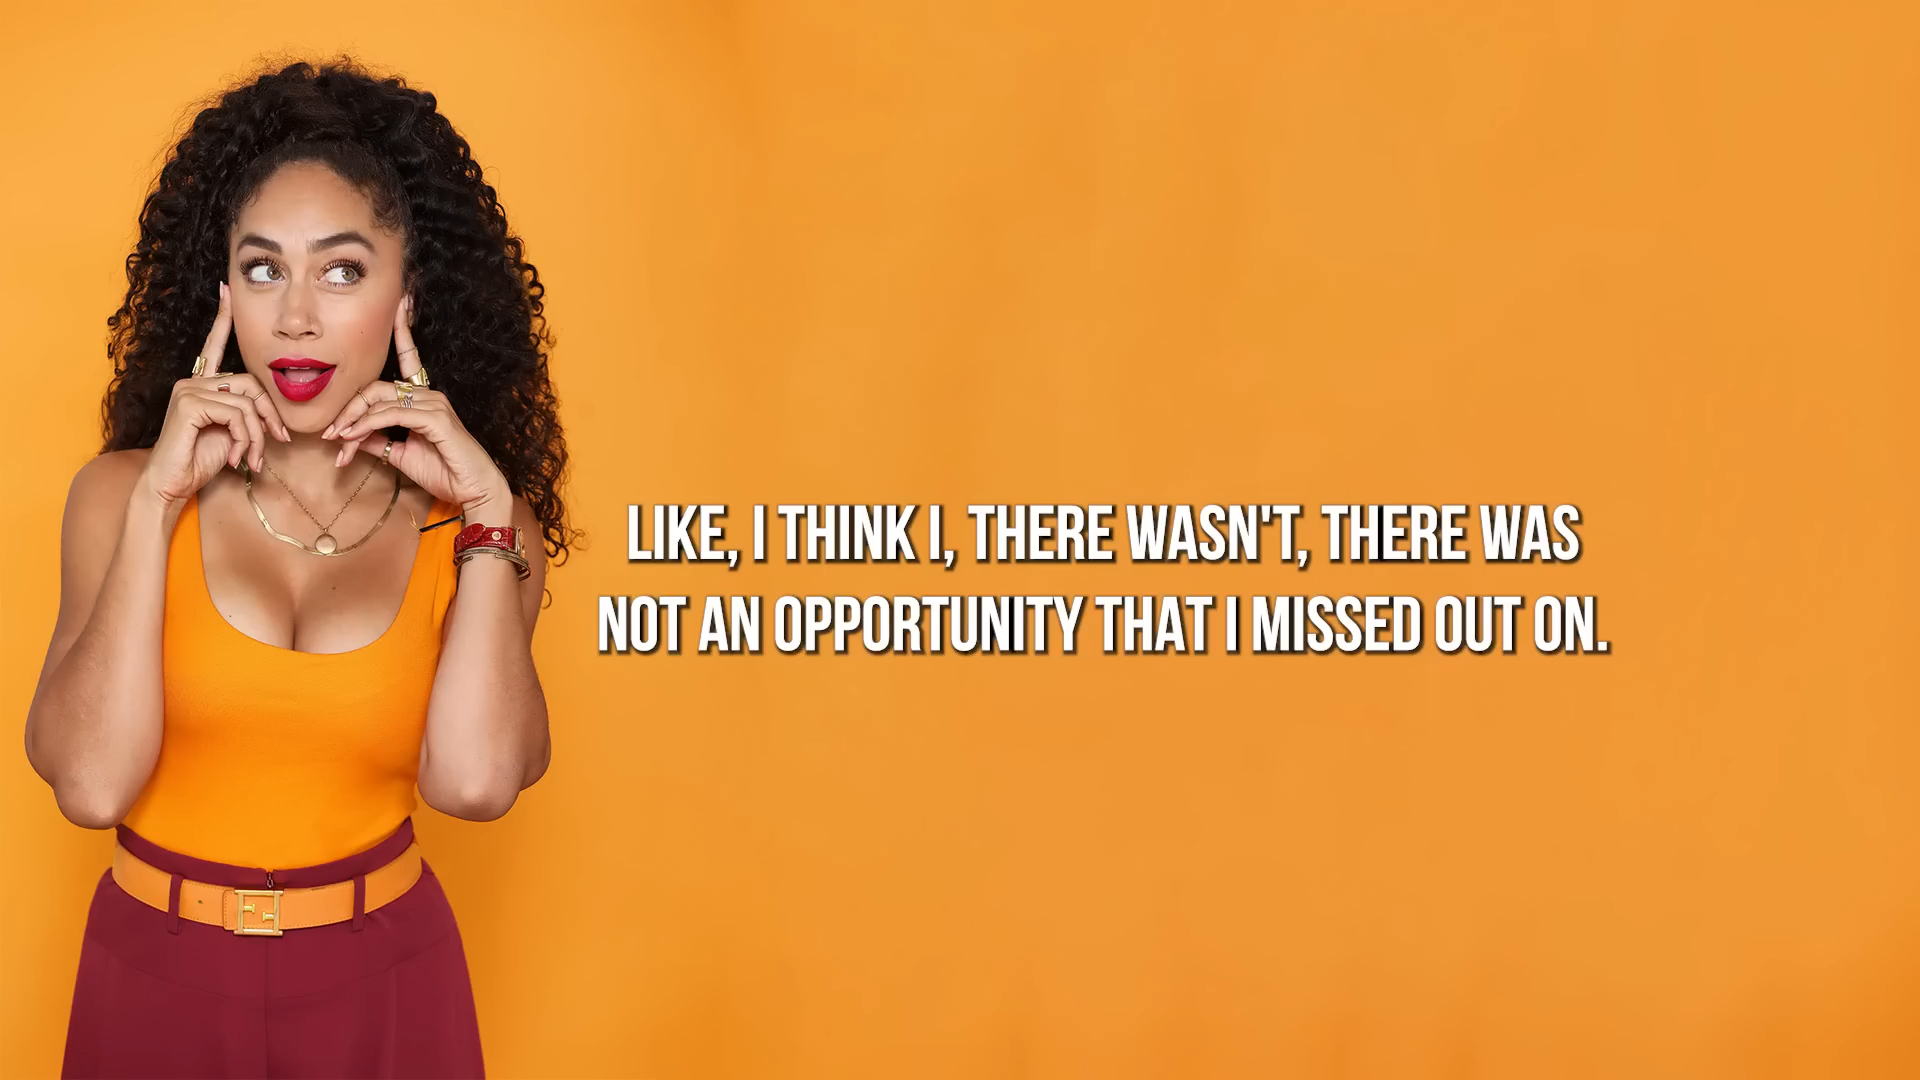 LIKE, I THINK I, THERE WASN'T, THERE WAS
NOT AN OPPORTUNITY THAT I MISSED OUT ON.